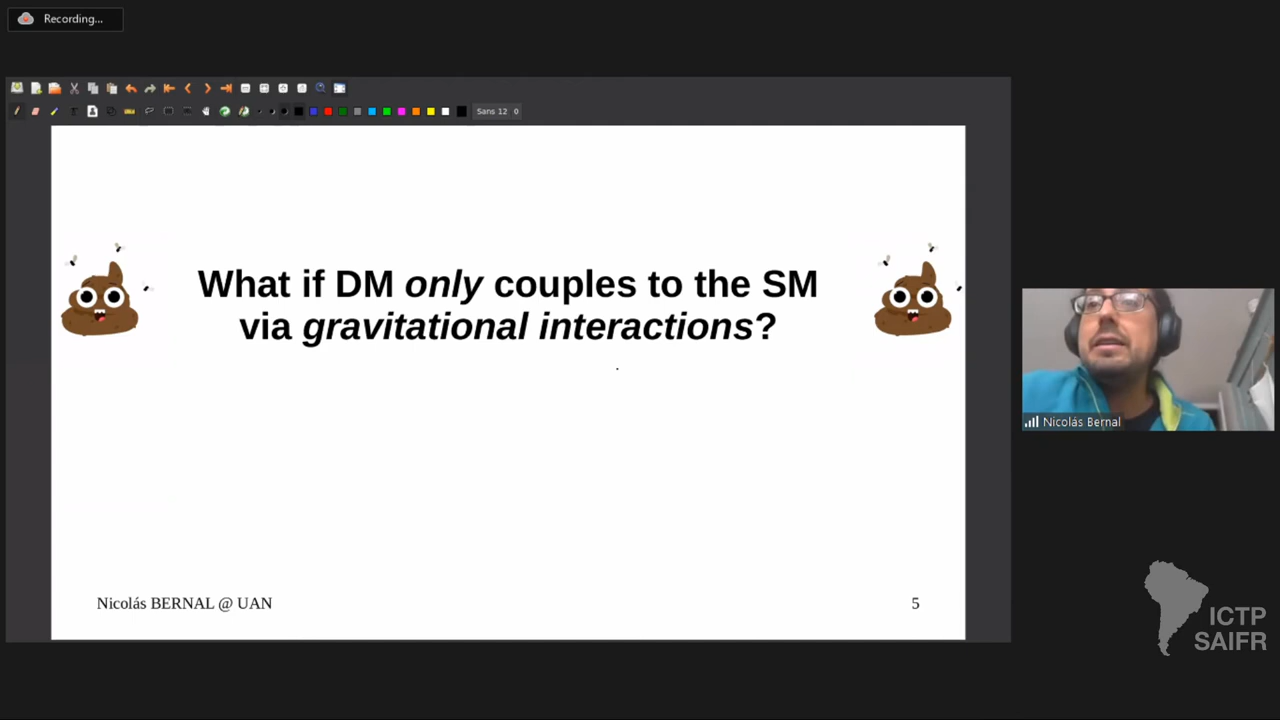 Recording...
Sans 12 0
What if DM only couples to the SM
via gravitational interactions?
Nicolás Bernal
Nicolás BERNAL @ UAN
5
ICTP
SAIFR